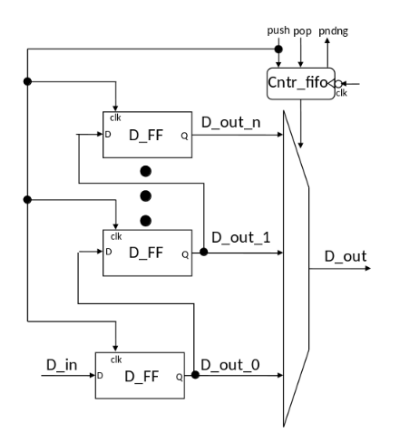 push pop pndng
Cntr_fifo
clk
clk
D D_FF Q
D_out_n
clk
D D_FF Q
D_out_1
D_out
clk
D_in
D D_FF Q
D_out_0